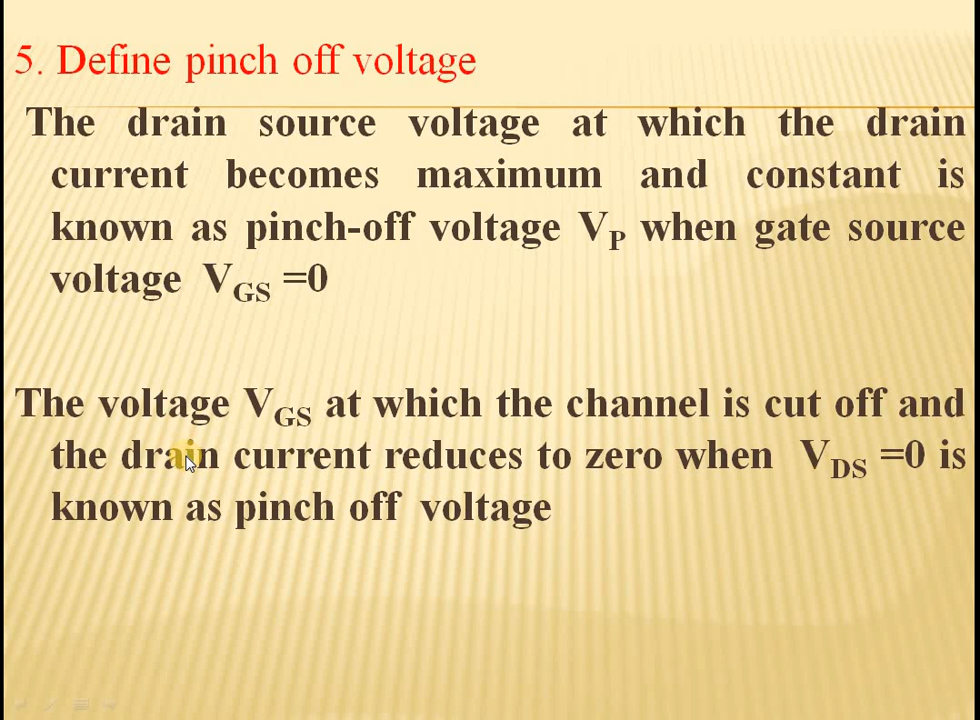 5. Define pinch off voltage
The drain source voltage at which the drain
current becomes maximum and constant is
known as pinch-off voltage VP when gate source
voltage VGS =0
The voltage VGS at which the channel is cut off and
the drain current reduces to zero when VDS =0 is
known as pinch off voltage